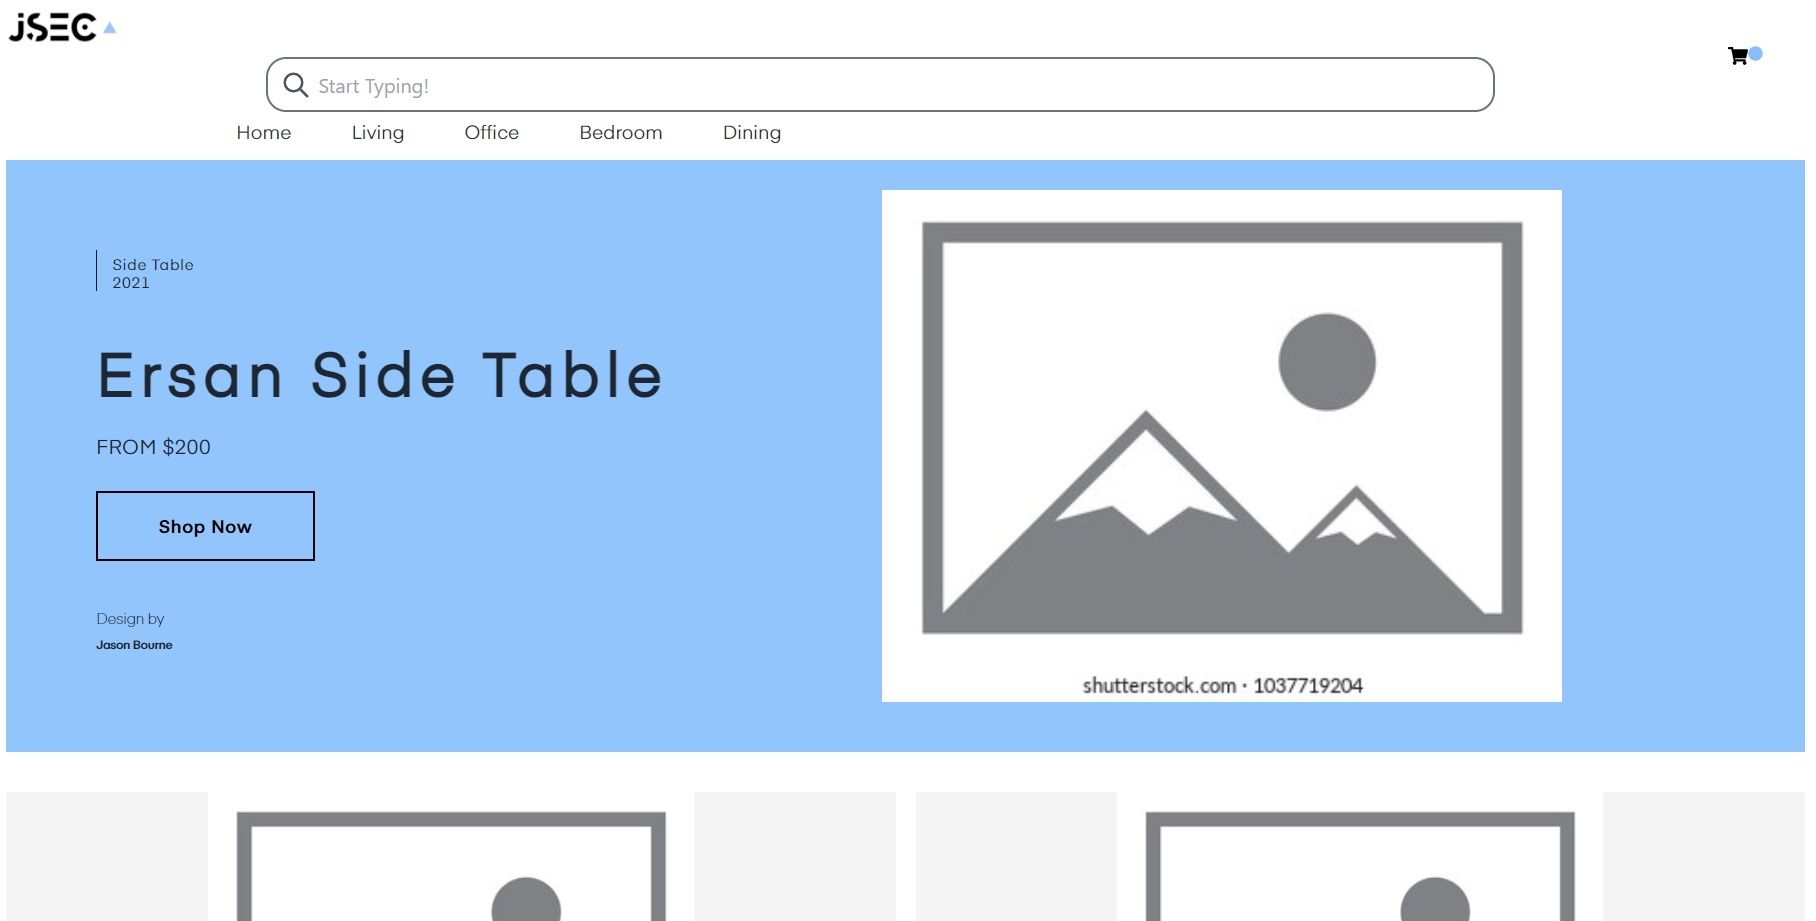 JSEC
Start Typing!
Home Living Office Bedroom Dining
Side Table
2021
Ersan Side Table
FROM $200
Shop Now
Design by
Jason Bourne
shutterstock.com · 1037719204